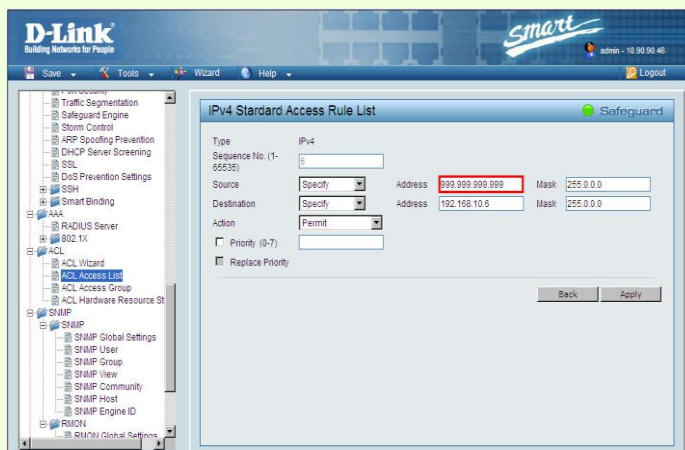 D-Link
Building Networks for People
smart
admin - 10.90.90.46
Save
Tools
Wizard
Help
Logout
Port Security
Traffic Segmentation
Safeguard Engine
Storm Control
ARP Spoofing Prevention
DHCP Server Screening
SSL
DoS Prevention Settings
SSH
Smart Binding
AAA
RADIUS Server
802.1X
ACL
ACL Wizard
ACL Access List
ACL Access Group
ACL Hardware Resource St
SNMP
SNMP
SNMP Global Settings
SNMP User
SNMP Group
SNMP View
SNMP Community
SNMP Host
SNMP Engine ID
RMON
RMON Global Settings
IPv4 Stardard Access Rule List
Safeguard
Type IPv4
Sequence No. (1-
65535) 6
Source Specify Address 999.999.999.999 Mask 255.0.0.0
Destination Specify Address 192.168.10.6 Mask 255.0.0.0
Action Permit
Priority (0-7)
Replace Priority
Back Apply